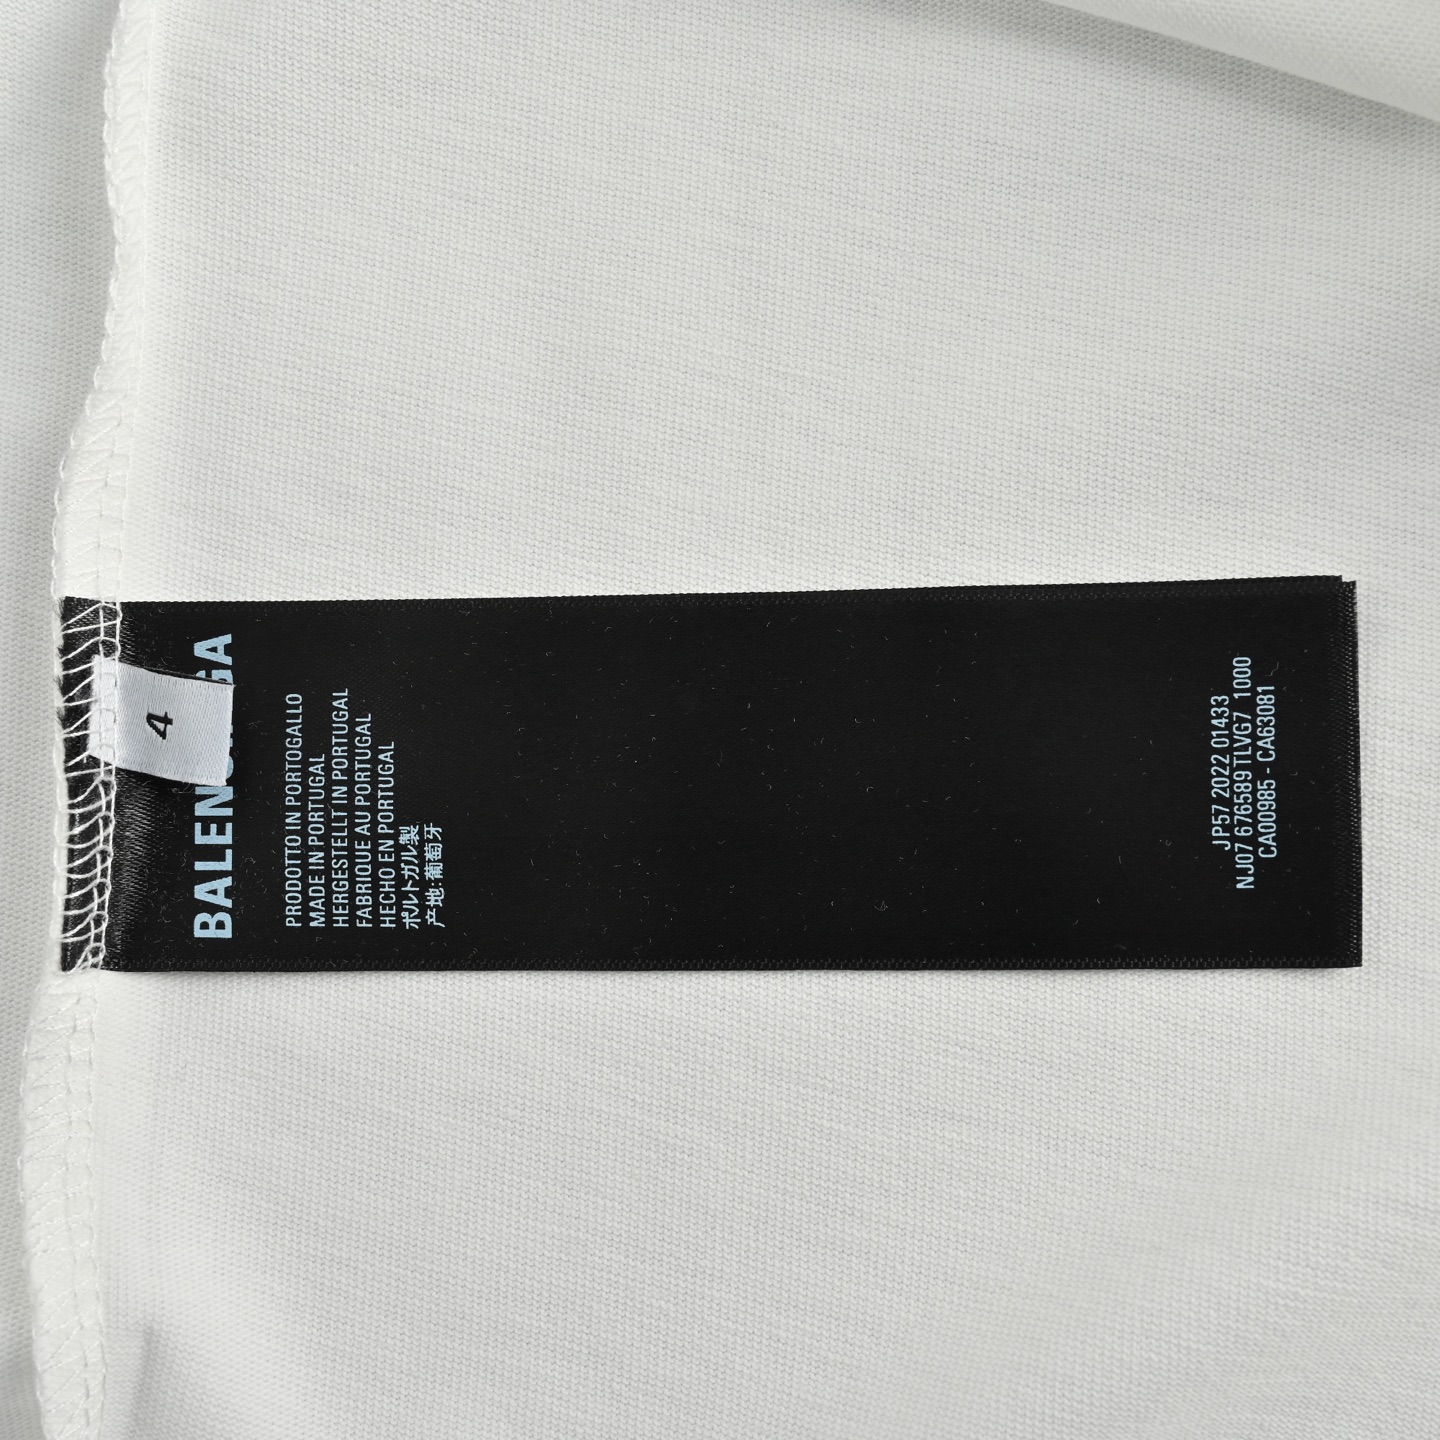 4
BALEN GA
PRODOTTO IN PORTOGALLO
MADE IN PORTUGAL
HERGESTELLT IN PORTUGAL
FABRIQUE AU PORTUGAL
HECHO EN PORTUGAL
ポルトガル製
产地:葡萄牙
JP57 2022 01433
NJ07 676589 TLVG7 1000
CA00985 - CA63081